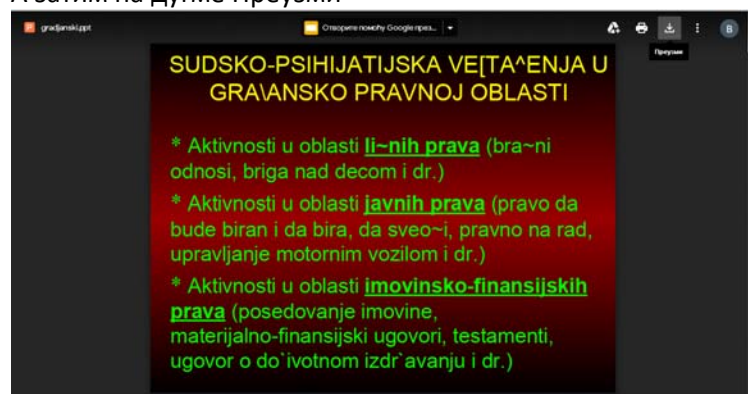 А затим на дугме Преузми
gradjanski.ppt
Отворите помоћу Google през...
B
Преузми
SUDSKO-PSIHIJATIJSKA VE[TA^ENJA U
GRA\ANSKO PRAVNOJ OBLASTI
* Aktivnosti u oblasti li~nih prava (bra~ni
odnosi, briga nad decom i dr.)
* Aktivnosti u oblasti javnih prava (pravo da
bude biran i da bira, da sveo~i, pravno na rad,
upravljanje motornim vozilom i dr.)
* Aktivnosti u oblasti imovinsko-finansijskih
prava (posedovanje imovine,
materijalno-finansijski ugovori, testamenti,
ugovor o do`ivotnom izdr`avanju i dr.)